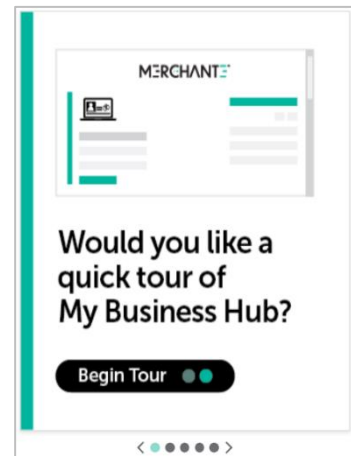 MERCHANTE
Would you like a
quick tour of
My Business Hub?
Begin Tour